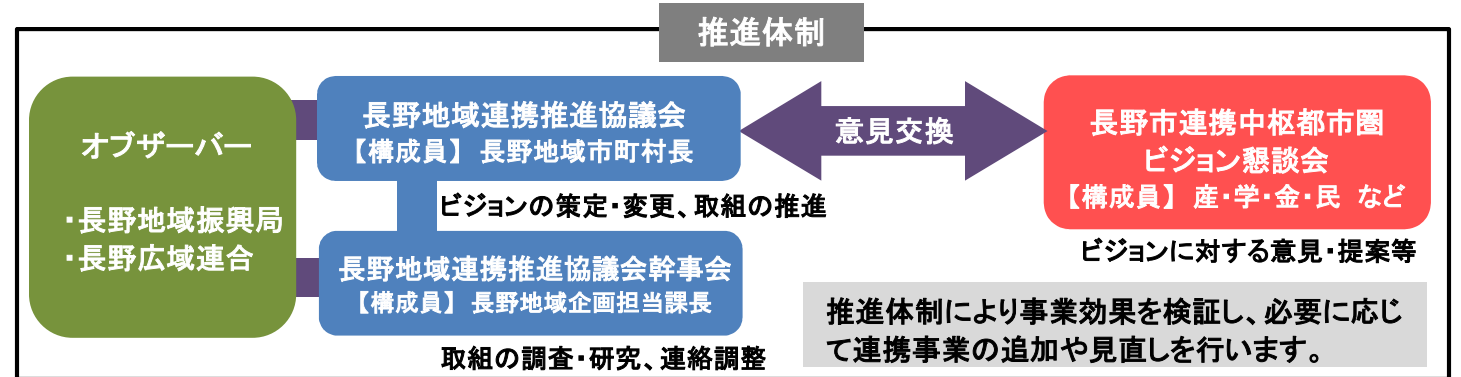 推進体制
オブザーバー
・長野地域振興局
・長野広域連合
長野地域連携推進協議会
【構成員】 長野地域市町村長
ビジョンの策定・変更、取組の推進
長野地域連携推進協議会幹事会
【構成員】 長野地域企画担当課長
取組の調査・研究、連絡調整
意見交換
長野市連携中枢都市圏
ビジョン懇談会
【構成員】 産・学・金・民 など
ビジョンに対する意見・提案等
推進体制により事業効果を検証し、必要に応じ
て連携事業の追加や見直しを行います。